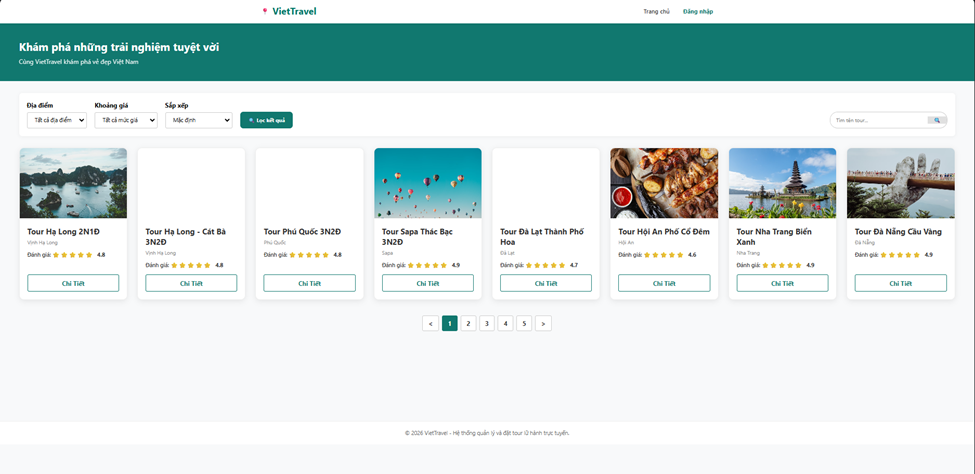 VietTravel
Trang chủ
Đăng nhập
Khám phá những trải nghiệm tuyệt vời
Cùng VietTravel khám phá vẻ đẹp Việt Nam
Địa điểm
Khoảng giá
Sắp xếp
Tất cả địa điểm
Tất cả mức giá
Mặc định
Lọc kết quả
Tìm tên tour...
Tour Hạ Long 2N1Đ
Vịnh Hạ Long
Đánh giá: ⭐⭐⭐⭐⭐ 4.8
Chi Tiết
Tour Hạ Long - Cát Bà
3N2Đ
Vịnh Hạ Long
Đánh giá: ⭐⭐⭐⭐⭐ 4.8
Chi Tiết
Tour Phú Quốc 3N2Đ
Phú Quốc
Đánh giá: ⭐⭐⭐⭐⭐ 4.8
Chi Tiết
Tour Sapa Thác Bạc
3N2Đ
Sapa
Đánh giá: ⭐⭐⭐⭐⭐ 4.9
Chi Tiết
Tour Đà Lạt Thành Phố
Hoa
Đà Lạt
Đánh giá: ⭐⭐⭐⭐⭐ 4.7
Chi Tiết
Tour Hội An Phố Cổ Đêm
Hội An
Đánh giá: ⭐⭐⭐⭐⭐ 4.6
Chi Tiết
Tour Nha Trang Biển
Xanh
Nha Trang
Đánh giá: ⭐⭐⭐⭐⭐ 4.9
Chi Tiết
Tour Đà Nẵng Cầu Vàng
Đà Nẵng
Đánh giá: ⭐⭐⭐⭐⭐ 4.9
Chi Tiết
< 1 2 3 4 5 >
© 2026 VietTravel - Hệ thống quản lý và đặt tour lữ hành trực tuyến.